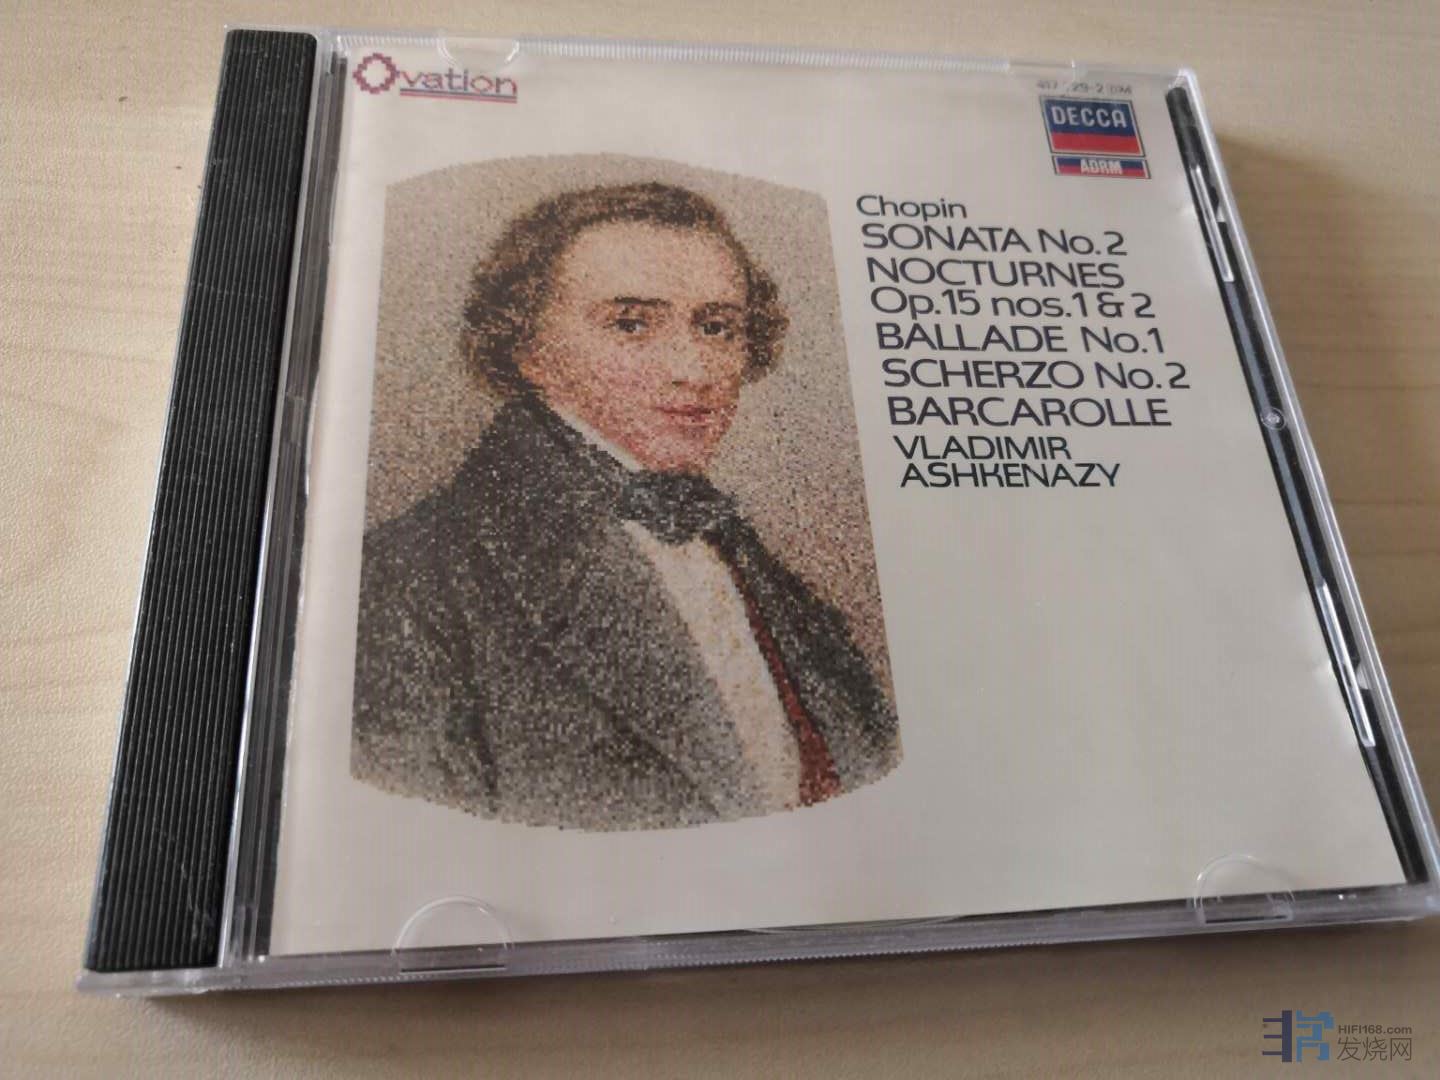 Ovation
DECCA
ADRM
Chopin
SONATA No.2
NOCTURNES
Op.15 nos.1 & 2
BALLADE No.1
SCHERZO No.2
BARCAROLLE
VLADIMIR
ASHKENAZY
HIFI168.com
发烧网